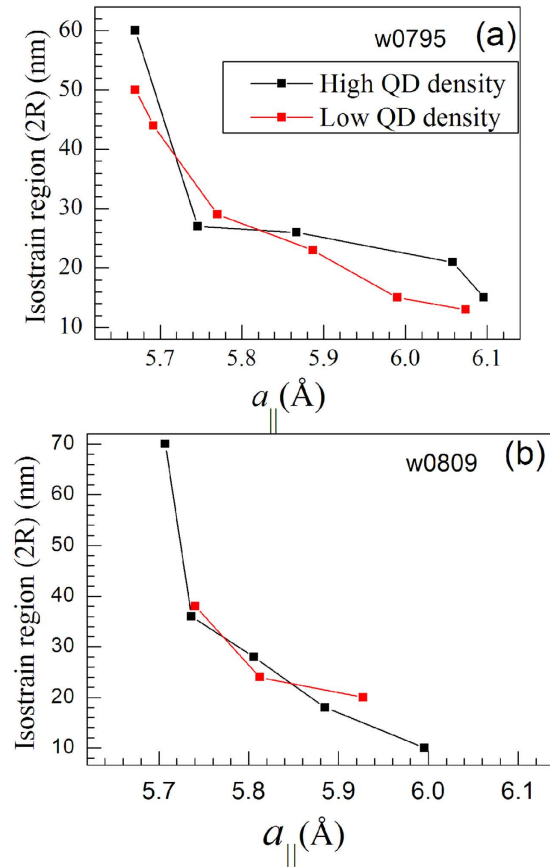 w0795 (a)
High QD density
Low QD density
Isostrain region (2R) (nm)
60
50
40
30
20
10
5.7 5.8 5.9 6.0 6.1
a||(Å)
w0809 (b)
Isostrain region (2R) (nm)
70
60
50
40
30
20
10
5.7 5.8 5.9 6.0 6.1
a||(Å)